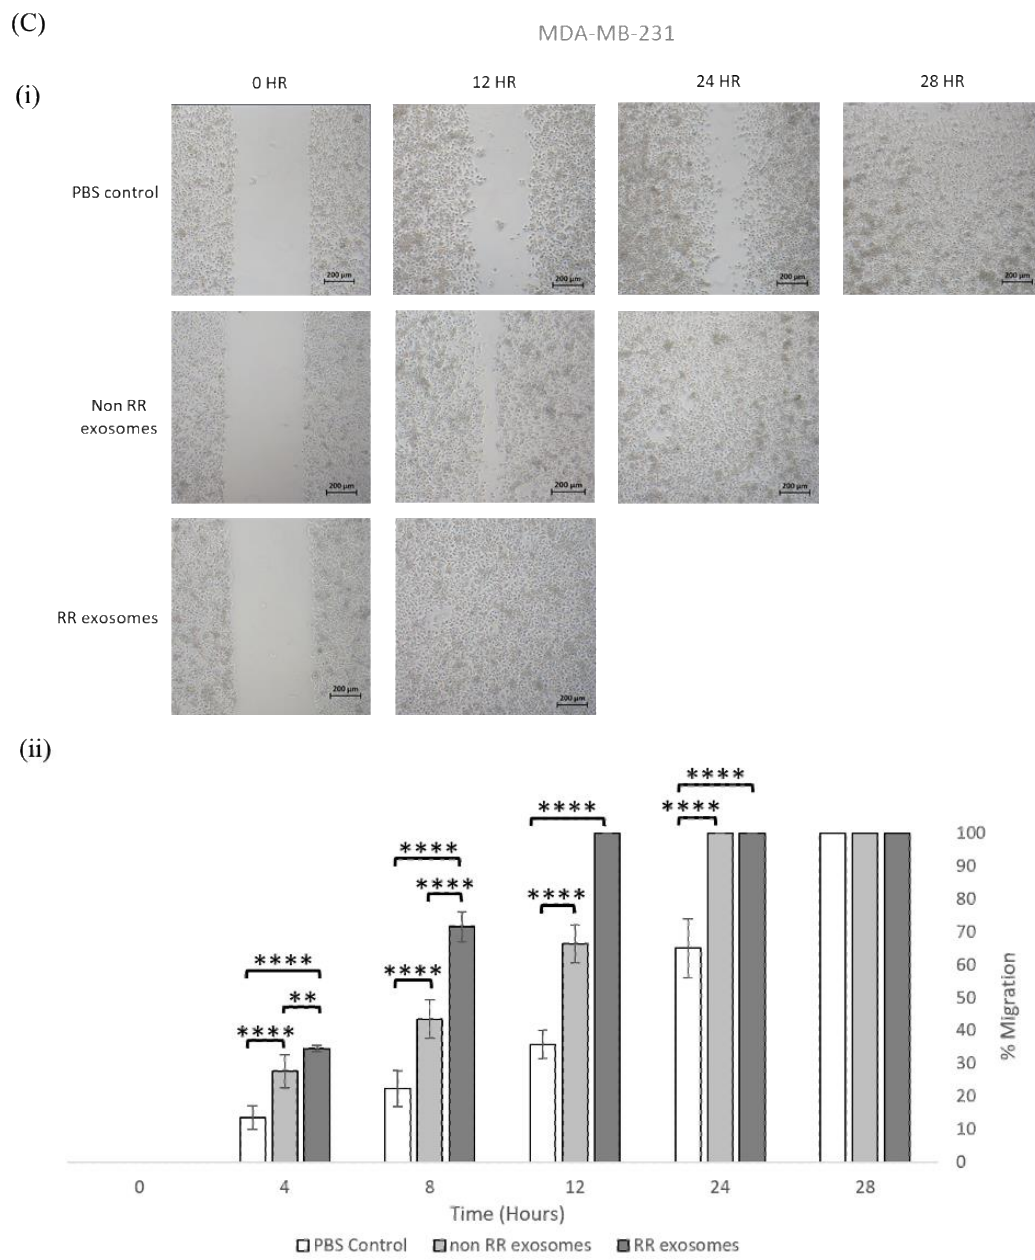 (C)
MDA-MB-231
(i)
0 HR
12 HR
24 HR
28 HR
PBS control
200 µm
200 µm
200 µm
200 µm
Non RR
exosomes
200 µm
200 µm
200 µm
RR exosomes
200 µm
200 µm
(ii)
****
****
**
****
****
****
****
****
****
****
****
100
90
80
70
60
50
40
30
20
10
0
% Migration
0
4
8
12
24
28
Time (Hours)
PBS Control
non RR exosomes
RR exosomes